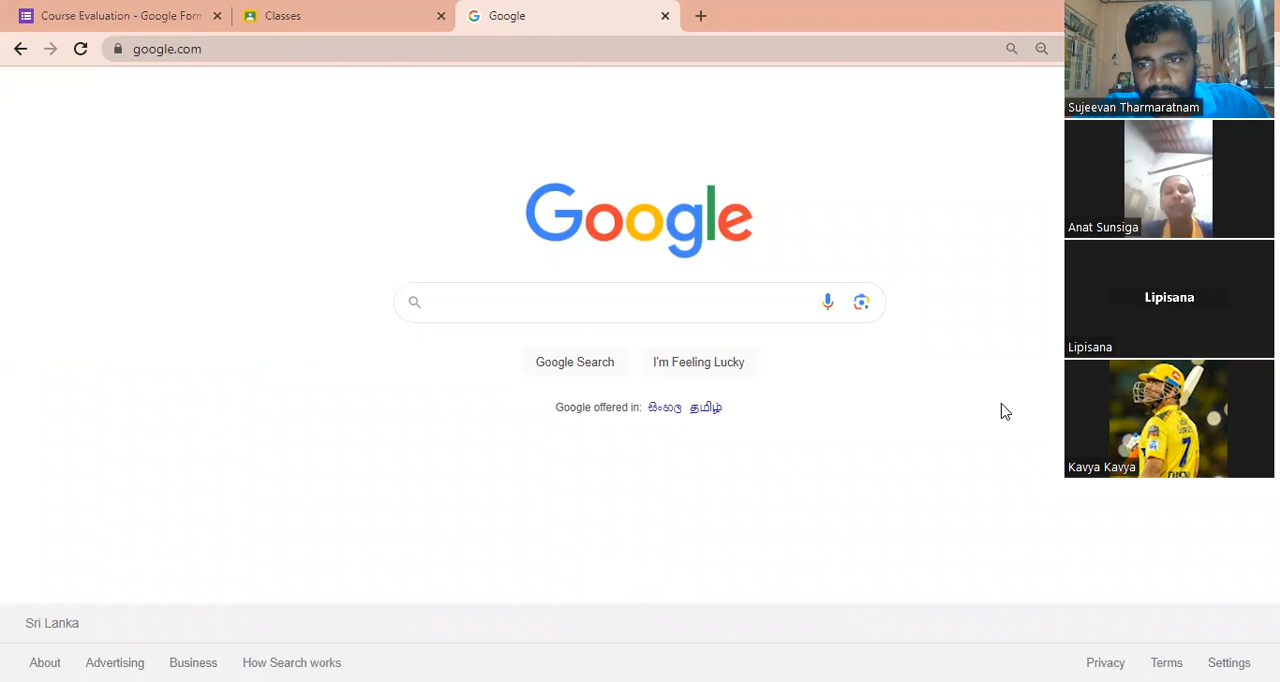 Course Evaluation - Google Form
Classes
Google
google.com
Google
Google Search
I'm Feeling Lucky
Google offered in: සිංහල தமிழ்
Sri Lanka
About
Advertising
Business
How Search works
Privacy
Terms
Settings
Sujeevan Tharmaratnam
Anat Sunsiga
Lipisana
Lipisana
7
Kavya Kavya